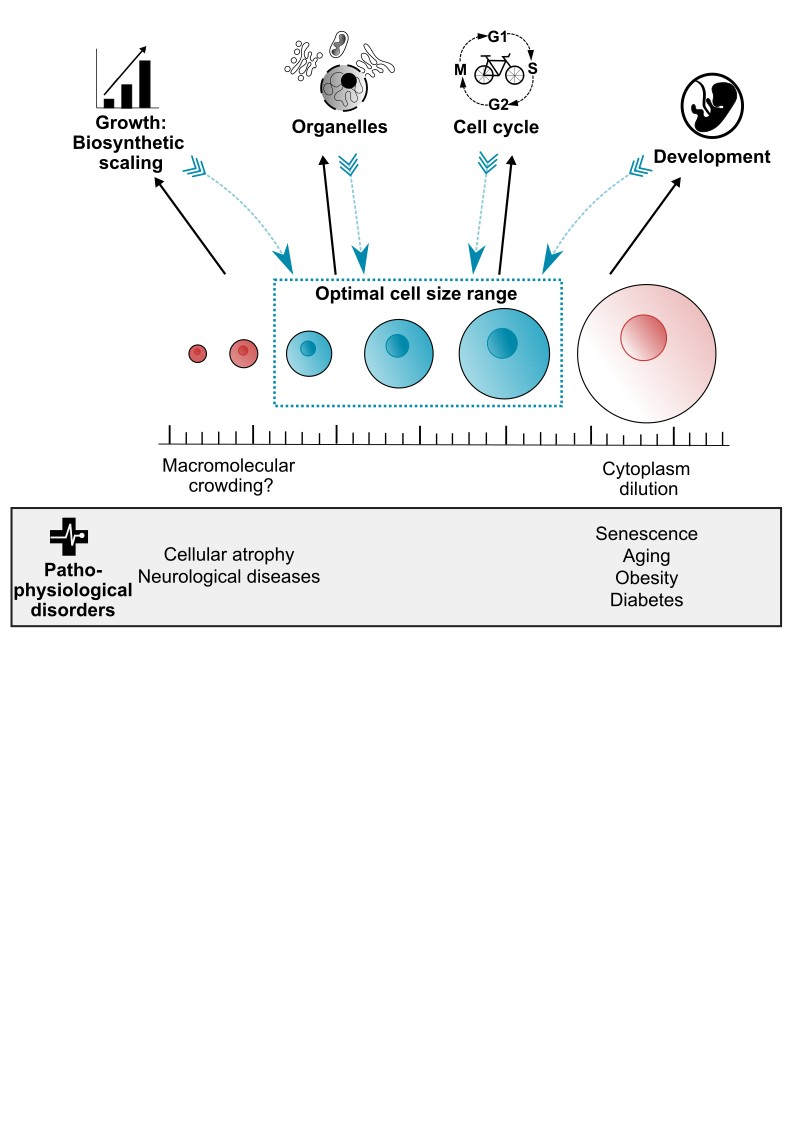 Growth:
Biosynthetic
scaling
Organelles
G1
M
S
G2
Cell cycle
Development
Optimal cell size range
Macromolecular
crowding?
Cytoplasm
dilution
Patho-
physiological
disorders
Cellular atrophy
Neurological diseases
Senescence
Aging
Obesity
Diabetes